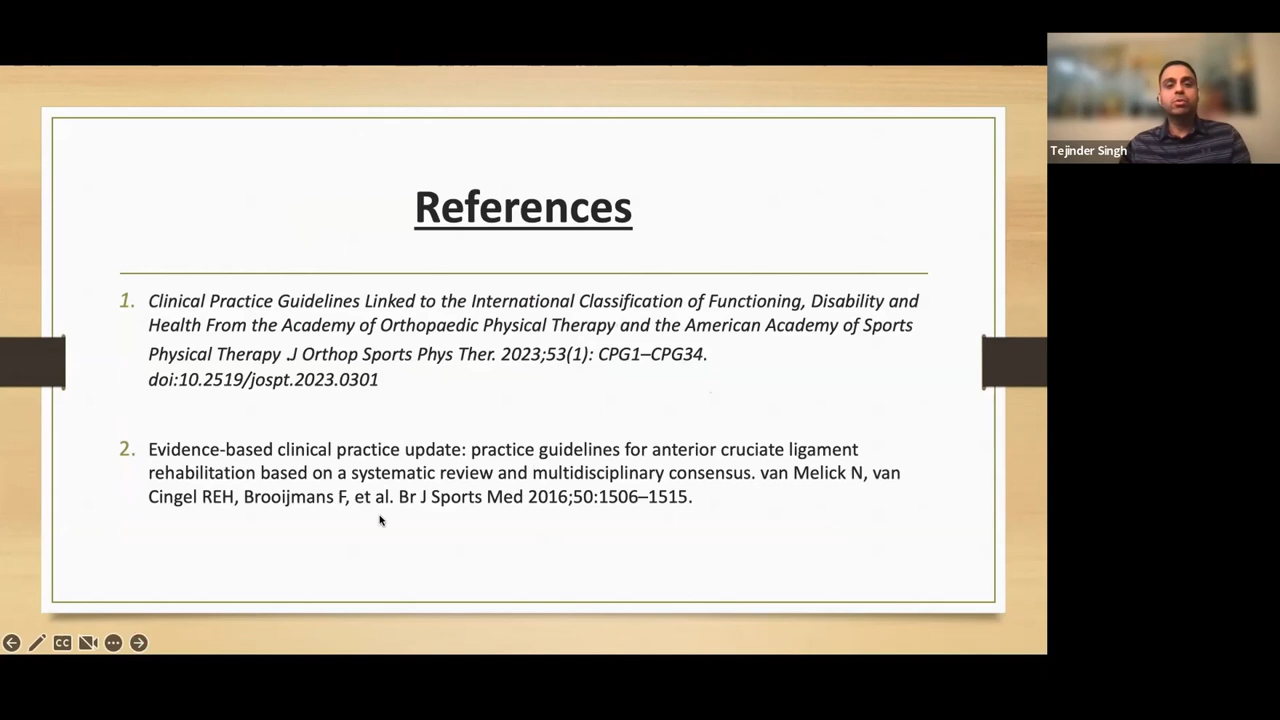 References
1. Clinical Practice Guidelines Linked to the International Classification of Functioning, Disability and
Health From the Academy of Orthopaedic Physical Therapy and the American Academy of Sports
Physical Therapy .J Orthop Sports Phys Ther. 2023;53(1): CPG1–CPG34.
doi:10.2519/jospt.2023.0301
2. Evidence-based clinical practice update: practice guidelines for anterior cruciate ligament
rehabilitation based on a systematic review and multidisciplinary consensus. van Melick N, van
Cingel REH, Brooijmans F, et al. Br J Sports Med 2016;50:1506–1515.
CC
Tejinder Singh